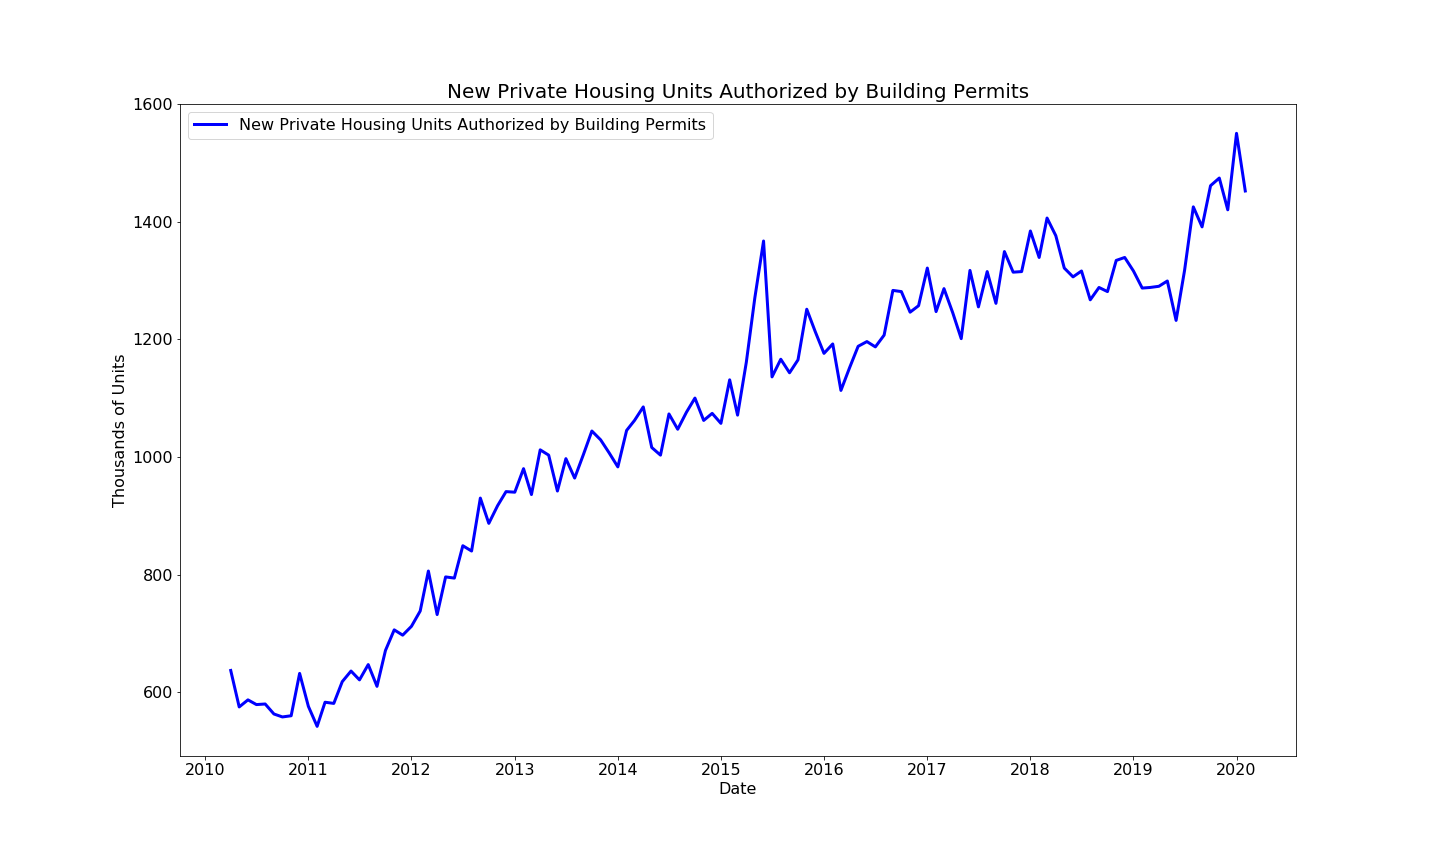 New Private Housing Units Authorized by Building Permits
New Private Housing Units Authorized by Building Permits
Thousands of Units
1600
1400
1200
1000
800
600
2010 2011 2012 2013 2014 2015 2016 2017 2018 2019 2020
Date